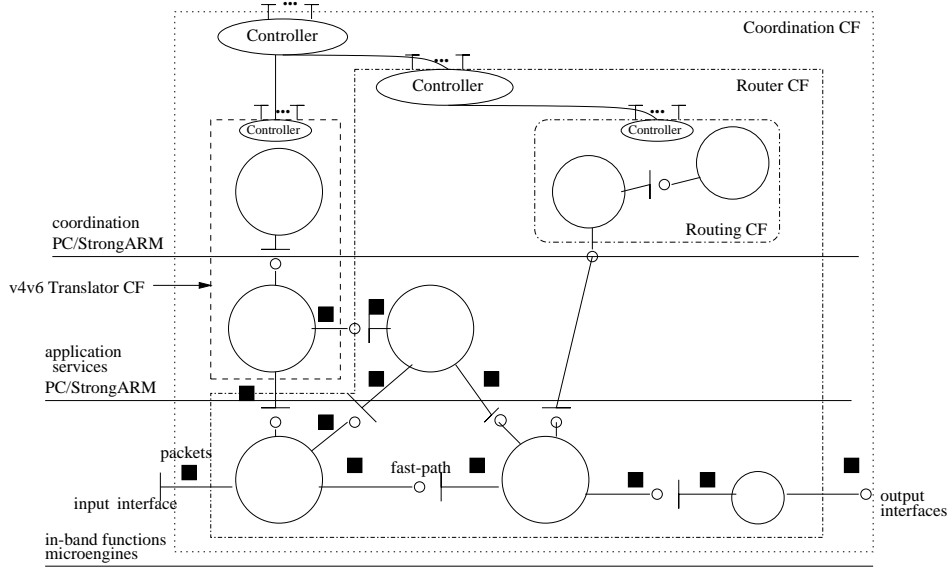 •••
Controller
Coordination CF
•••
Controller
Router CF
•••
Controller
•••
Controller
Routing CF
coordination
PC/StrongARM
v4v6 Translator CF
application
services
PC/StrongARM
packets
fast-path
input interface
output
interfaces
in-band functions
microengines